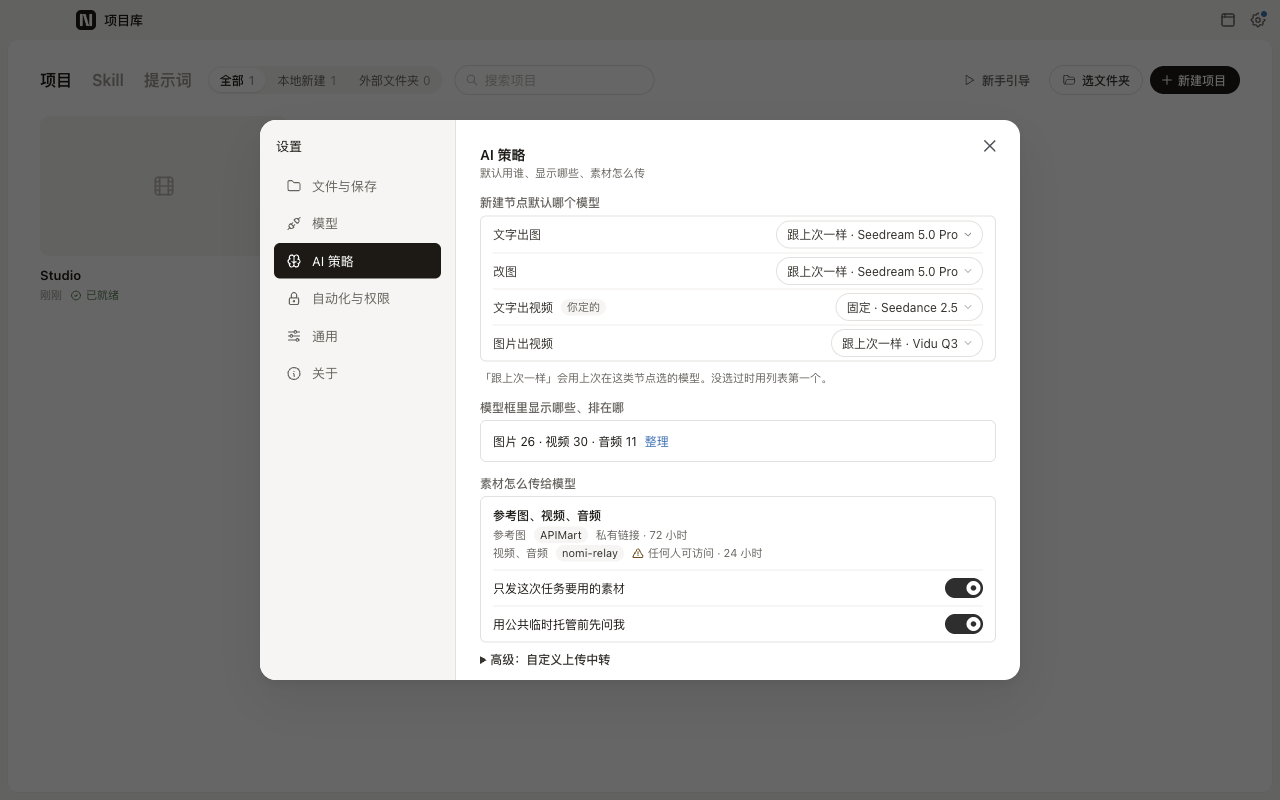 项目库
项目 Skill 提示词 全部 1 本地新建 1 外部文件夹 0 搜索项目 新手引导 选文件夹 新建项目
Studio
刚刚 已就绪
设置
文件与保存
模型
AI 策略
自动化与权限
通用
关于
AI 策略
默认用谁、显示哪些、素材怎么传
新建节点默认哪个模型
文字出图 跟上次一样 · Seedream 5.0 Pro
改图 跟上次一样 · Seedream 5.0 Pro
文字出视频 你定的 固定 · Seedance 2.5
图片出视频 跟上次一样 · Vidu Q3
「跟上次一样」会用上次在这类节点选的模型。没选过时用列表第一个。
模型框里显示哪些、排在哪
图片 26 · 视频 30 · 音频 11 整理
素材怎么传给模型
参考图、视频、音频
参考图 APIMart 私有链接 · 72 小时
视频、音频 nomi-relay 任何人可访问 · 24 小时
只发这次任务要用的素材
用公共临时托管前先问我
高级：自定义上传中转